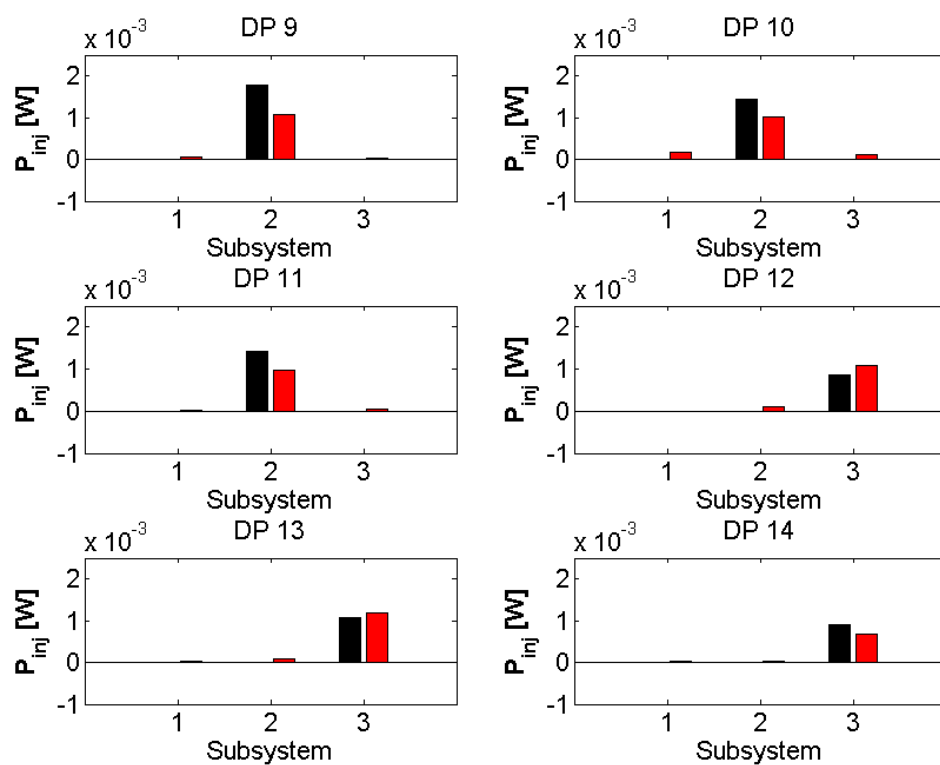 x 10^-3 DP 9
P_inj [W]
2
1
0
-1
1 2 3
Subsystem
x 10^-3 DP 10
P_inj [W]
2
1
0
-1
1 2 3
Subsystem
x 10^-3 DP 11
P_inj [W]
2
1
0
-1
1 2 3
Subsystem
x 10^-3 DP 12
P_inj [W]
2
1
0
-1
1 2 3
Subsystem
x 10^-3 DP 13
P_inj [W]
2
1
0
-1
1 2 3
Subsystem
x 10^-3 DP 14
P_inj [W]
2
1
0
-1
1 2 3
Subsystem